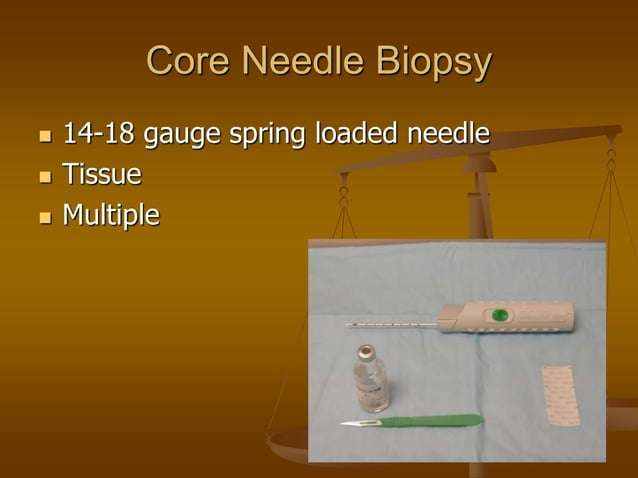 Core Needle Biopsy
14-18 gauge spring loaded needle
Tissue
Multiple